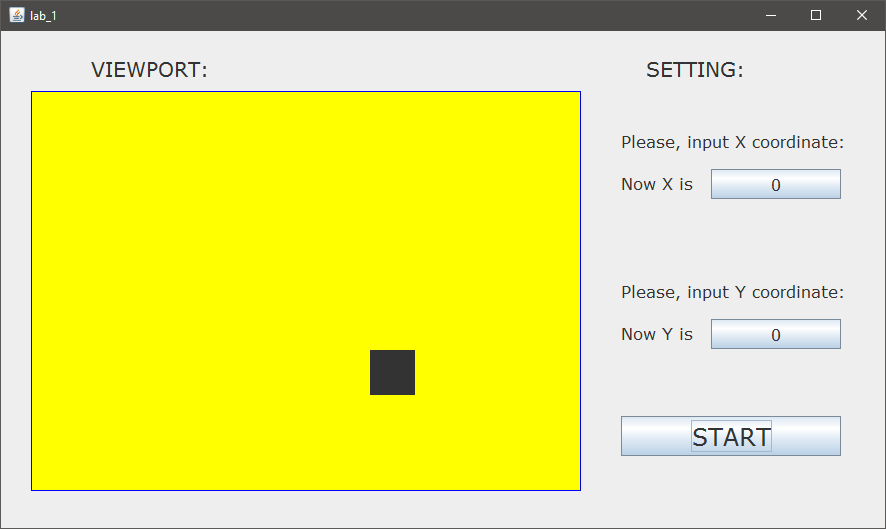 lab_1
VIEWPORT:
SETTING:
Please, input X coordinate:
Now X is
0
Please, input Y coordinate:
Now Y is
0
START